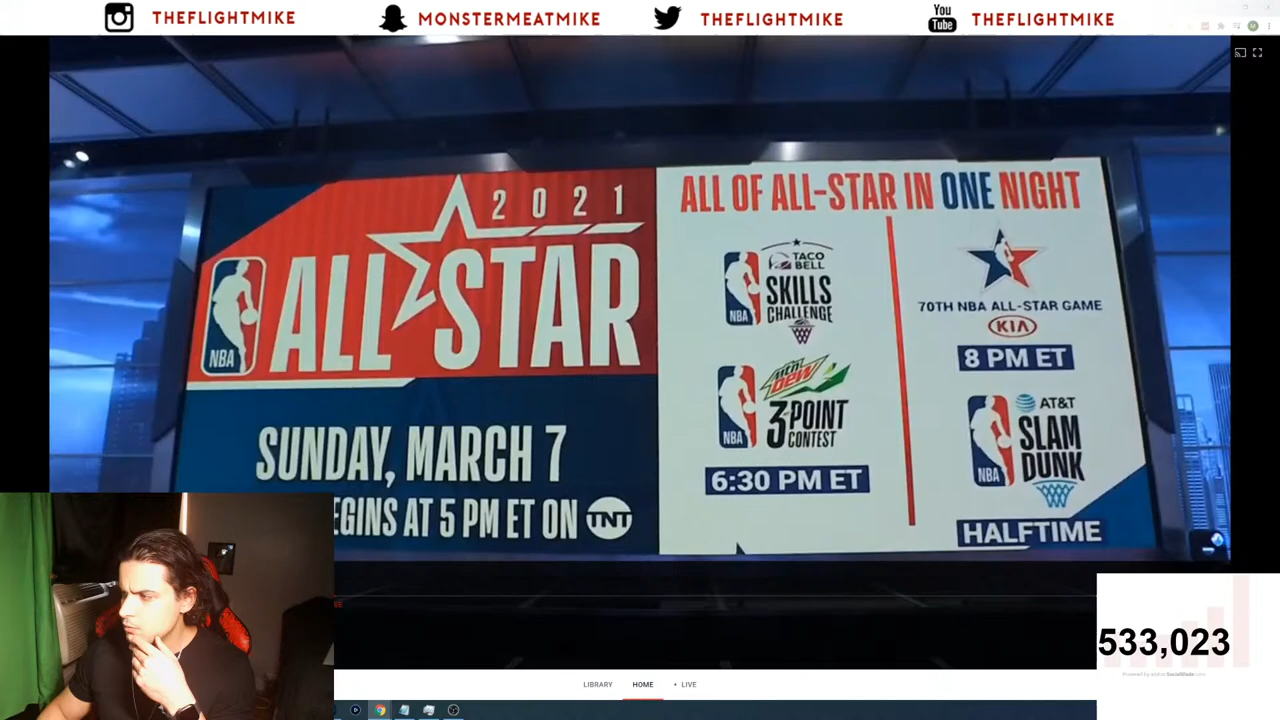 THEFLIGHTMIKE
MONSTERMEATMIKE
THEFLIGHTMIKE
You
Tube
THEFLIGHTMIKE
2021
ALL STAR
NBA
SUNDAY, MARCH 7
EGINS AT 5 PM ET ON TNT
ALL OF ALL-STAR IN ONE NIGHT
TACO
BELL
SKILLS
CHALLENGE
NBA
MTN
DEW
3 POINT
CONTEST
NBA
6:30 PM ET
70TH NBA ALL-STAR GAME
KIA
8 PM ET
AT&T
SLAM
DUNK
NBA
HALFTIME
533,023
LIBRARY
HOME
LIVE